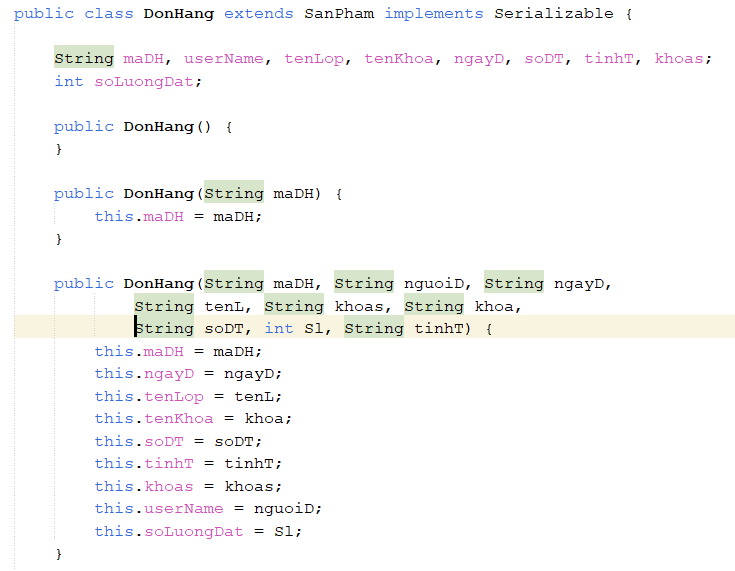 public class DonHang extends SanPham implements Serializable {
String maDH, userName, tenLop, tenKhoa, ngayD, soDT, tinhT, khoas;
int soLuongDat;
public DonHang() {
}
public DonHang(String maDH) {
this.maDH = maDH;
}
public DonHang(String maDH, String nguoiD, String ngayD,
String tenL, String khoas, String khoa,
String soDT, int Sl, String tinhT) {
this.maDH = maDH;
this.ngayD = ngayD;
this.tenLop = tenL;
this.tenKhoa = khoa;
this.soDT = soDT;
this.tinhT = tinhT;
this.khoas = khoas;
this.userName = nguoiD;
this.soLuongDat = Sl;
}